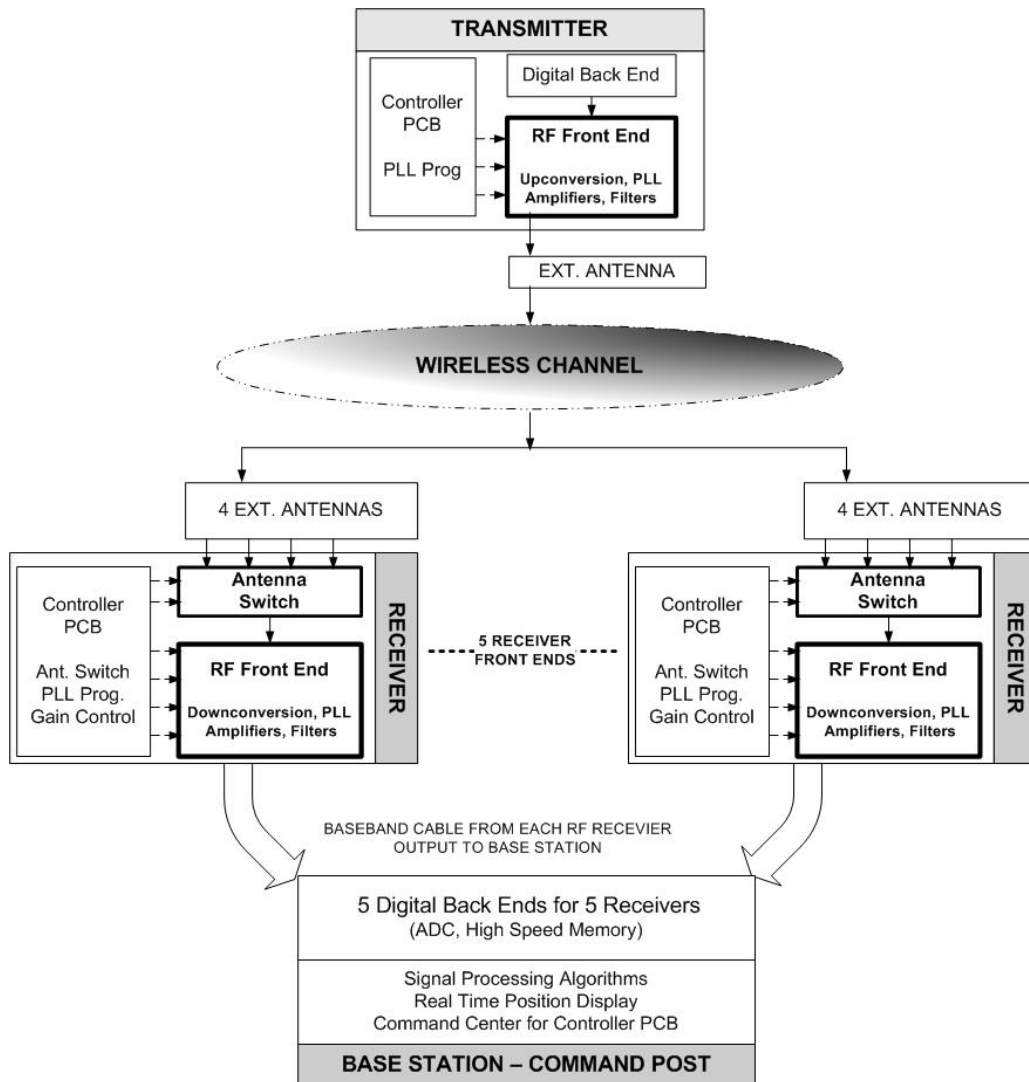 TRANSMITTER
Digital Back End
Controller
PCB
PLL Prog
RF Front End
Upconversion, PLL
Amplifiers, Filters
EXT. ANTENNA
WIRELESS CHANNEL
4 EXT. ANTENNAS
Antenna
Switch
Controller
PCB
Ant. Switch
PLL Prog.
Gain Control
RF Front End
Downconversion, PLL
Amplifiers, Filters
RECEIVER
5 RECEIVER
FRONT ENDS
4 EXT. ANTENNAS
Antenna
Switch
Controller
PCB
Ant. Switch
PLL Prog.
Gain Control
RF Front End
Downconversion, PLL
Amplifiers, Filters
RECEIVER
BASEBAND CABLE FROM EACH RF RECEVIER
OUTPUT TO BASE STATION
5 Digital Back Ends for 5 Receivers
(ADC, High Speed Memory)
Signal Processing Algorithms
Real Time Position Display
Command Center for Controller PCB
BASE STATION – COMMAND POST